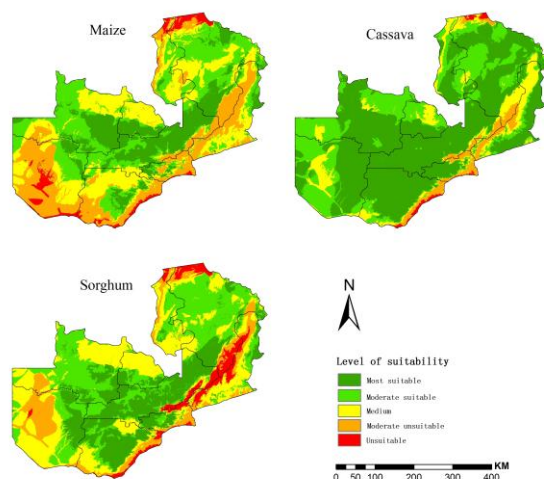 Maize
Cassava
Sorghum
N
Level of suitability
Most suitable
Moderate suitable
Medium
Moderate unsuitable
Unsuitable
KM
0 50 100 200 300 400